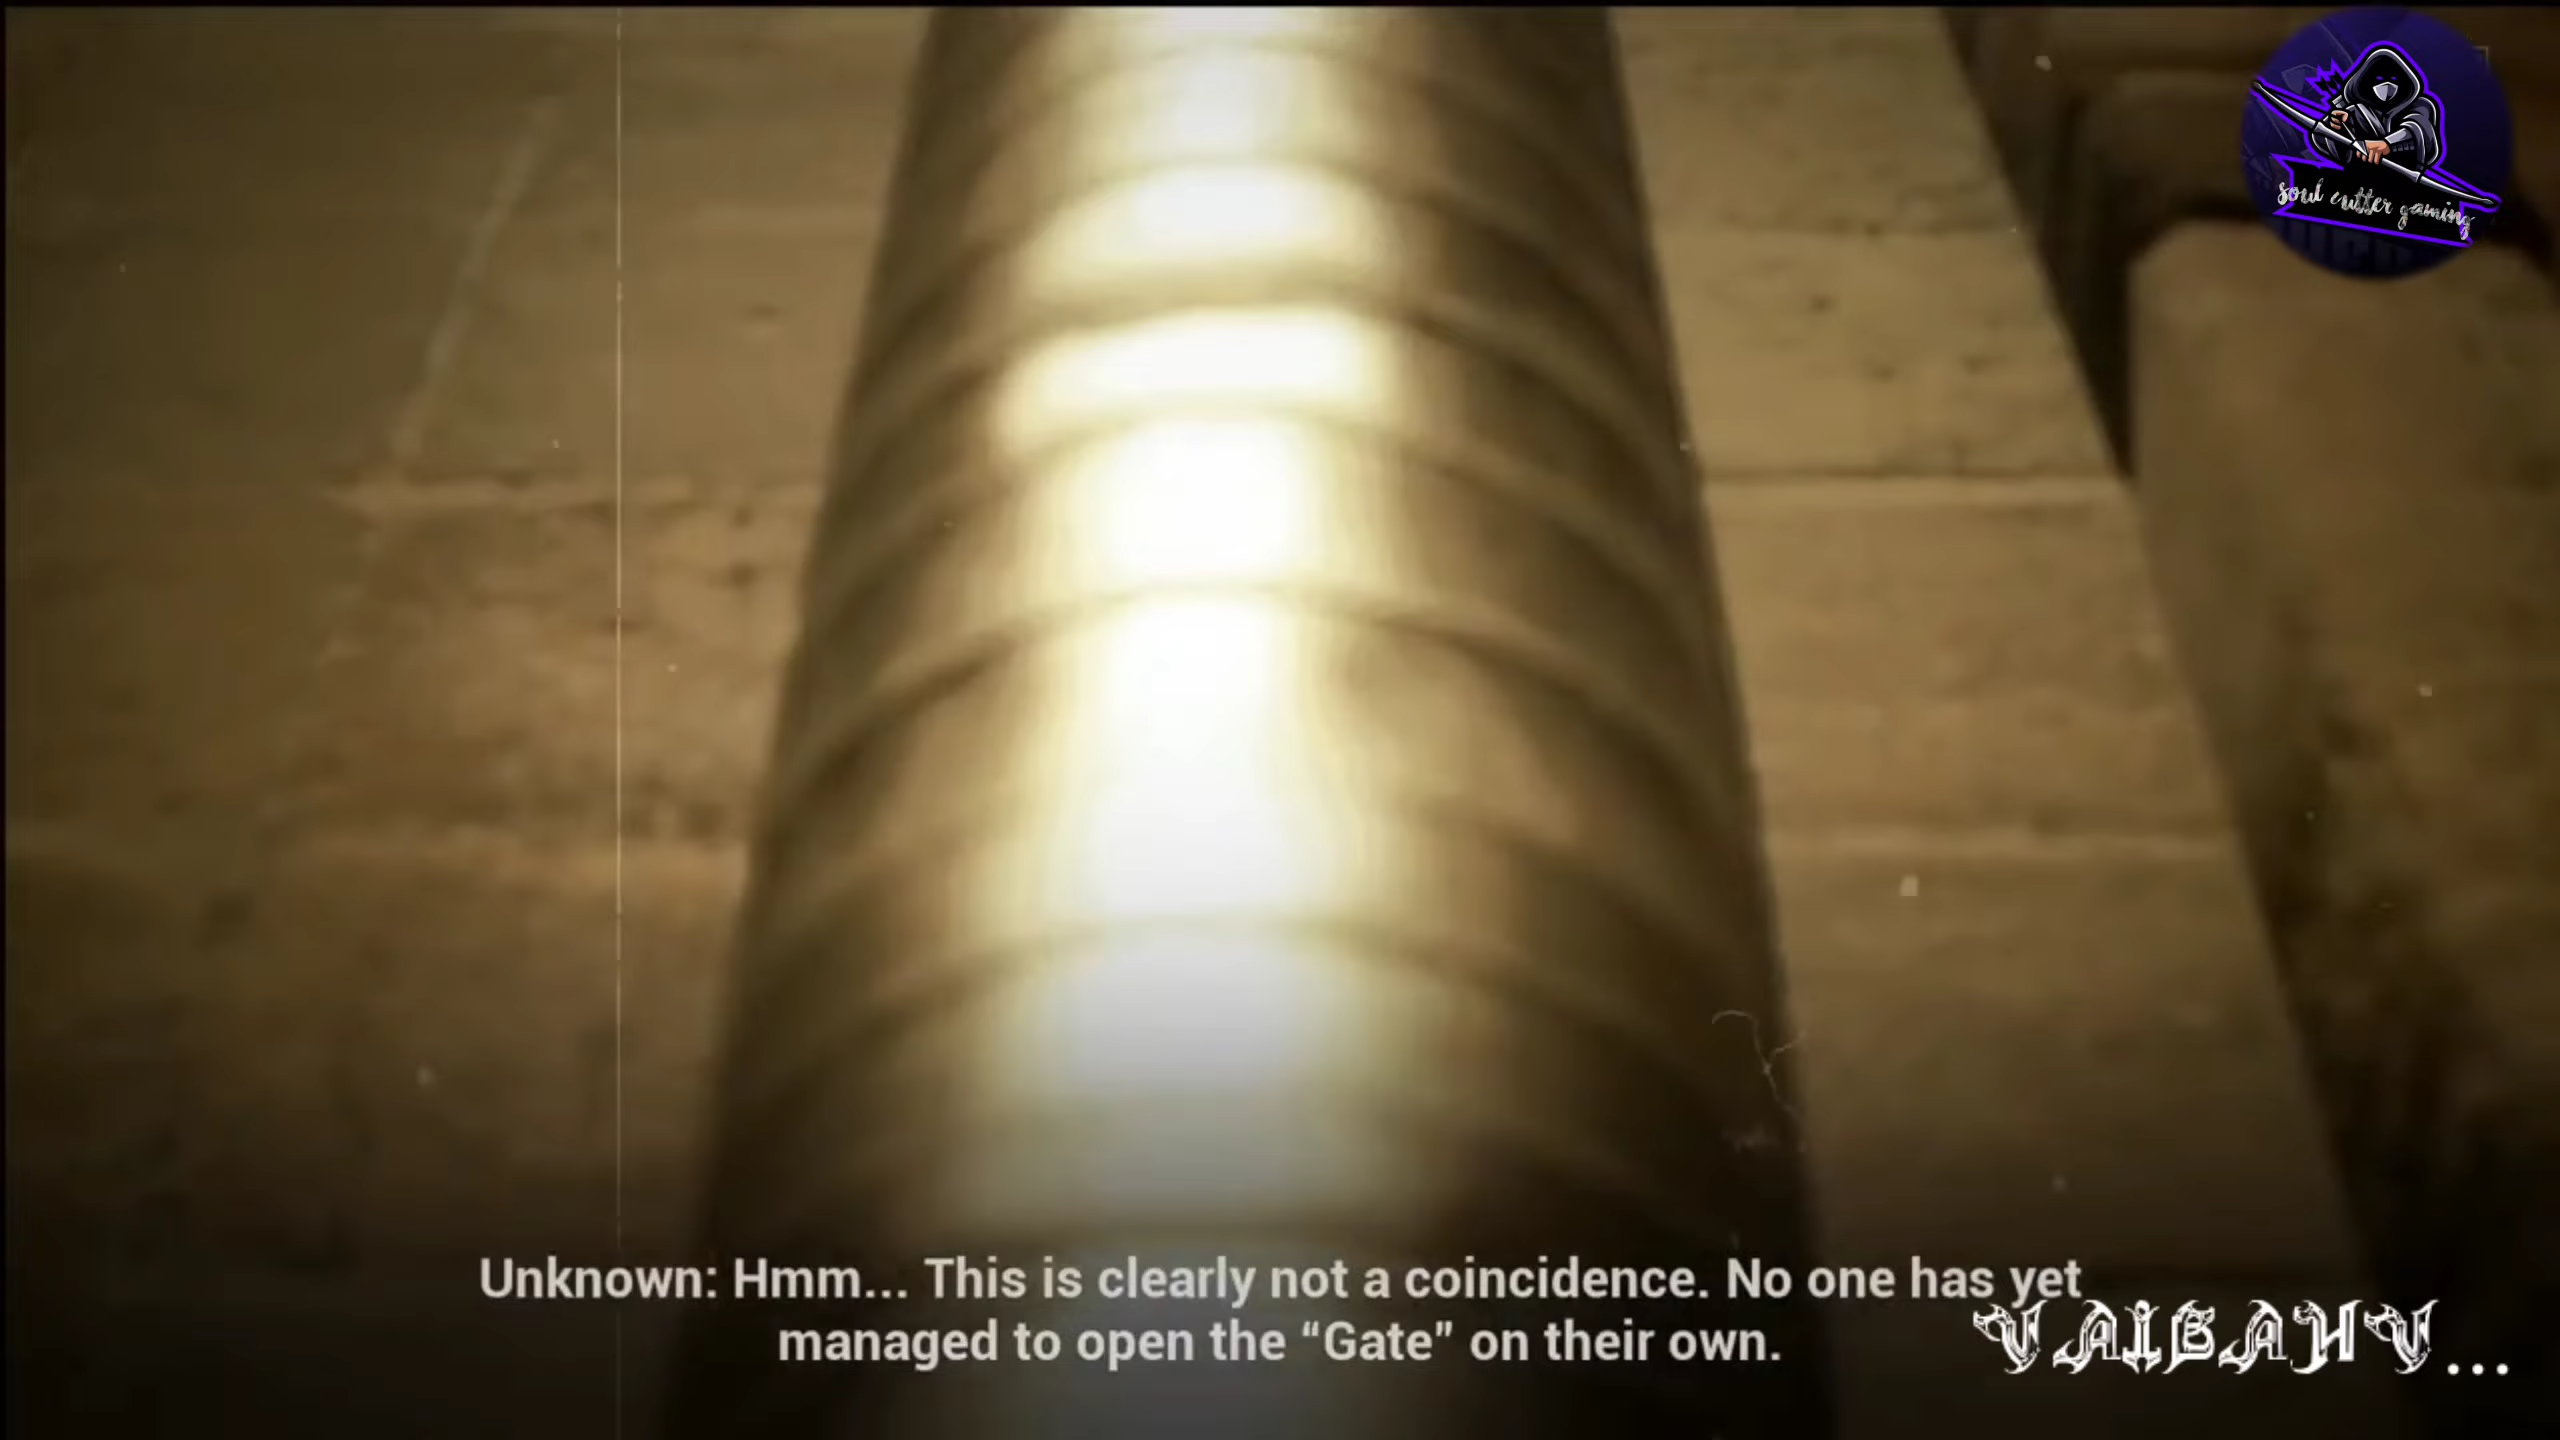 soul cutter gaming
Unknown: Hmm... This is clearly not a coincidence. No one has yet
managed to open the “Gate” on their own.
VAIBAHV...